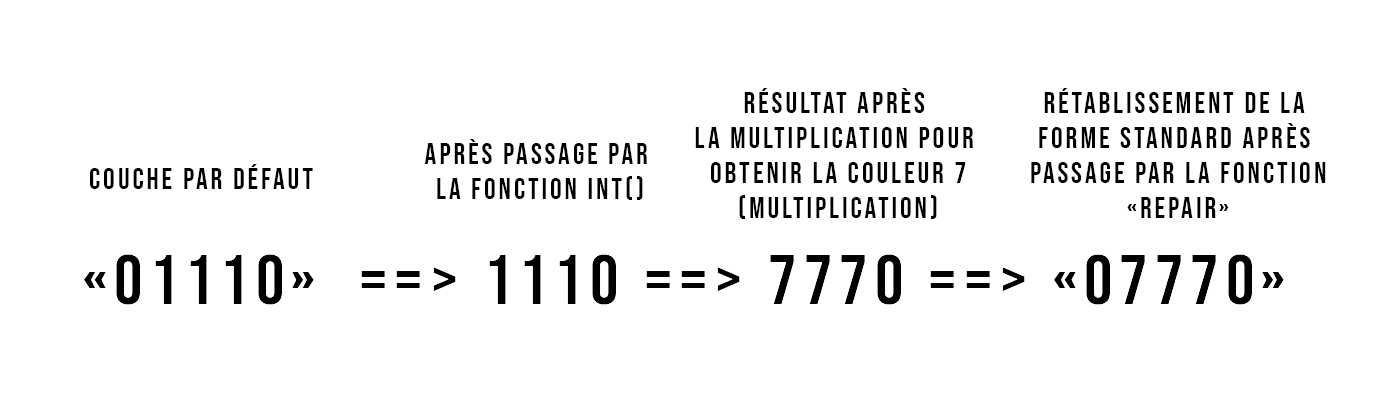 COUCHE PAR DÉFAUT
APRÈS PASSAGE PAR
LA FONCTION INT()
RÉSULTAT APRÈS
LA MULTIPLICATION POUR
OBTENIR LA COULEUR 7
(MULTIPLICATION)
RÉTABLISSEMENT DE LA
FORME STANDARD APRÈS
PASSAGE PAR LA FONCTION
«REPAIR»
«01110» ==> 1110 ==> 7770 ==> «07770»